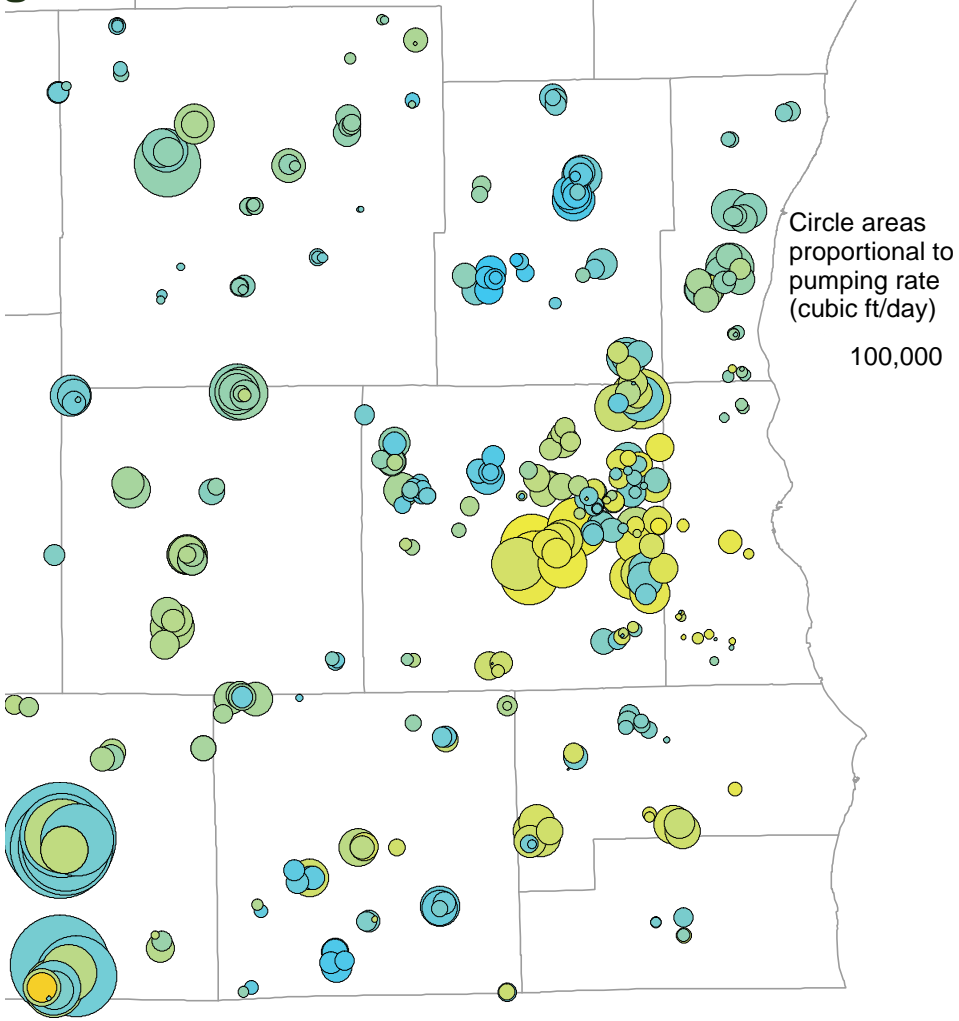 Circle areas
proportional to
pumping rate
(cubic ft/day)
100,000